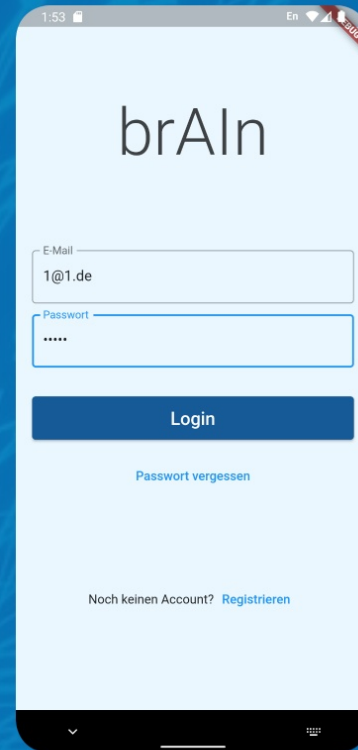 1:53
En
brAIn
E-Mail
1@1.de
Passwort
•••••
Login
Passwort vergessen
Noch keinen Account? Registrieren